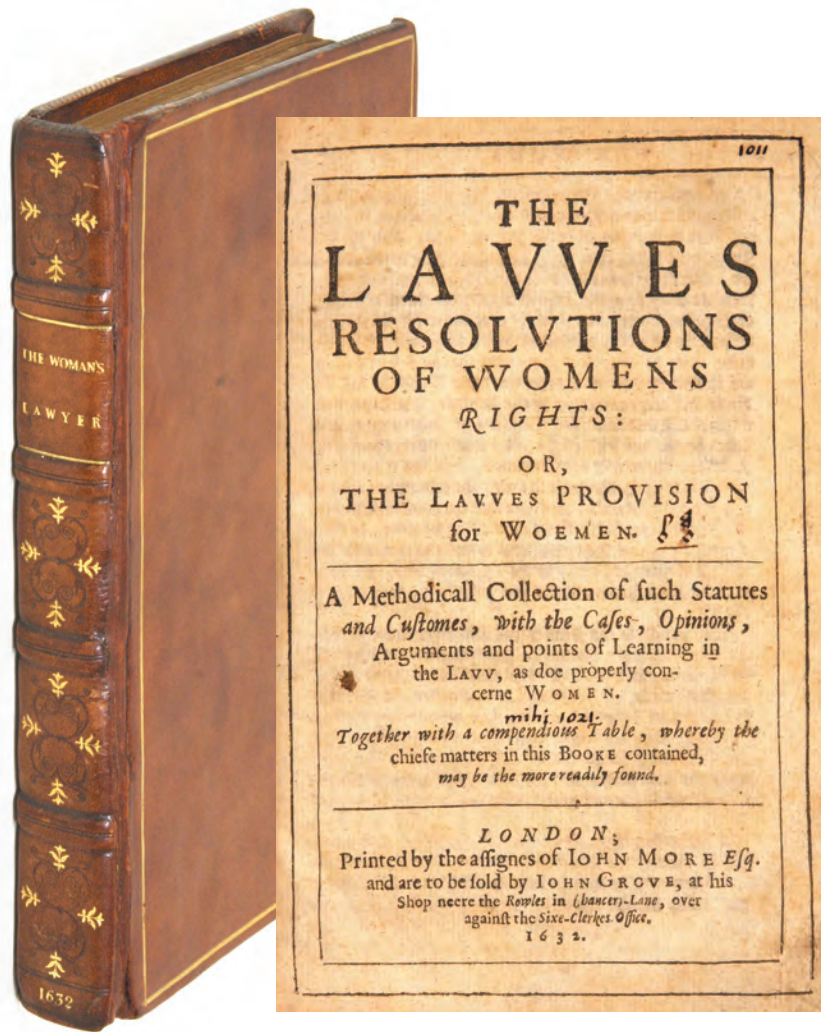 THE WOMAN'S
LAWYER
1632
1011
THE
LAVVES
RESOLVTIONS
OF WOMENS
RIGHTS:
OR,
THE LAVVES PROVISION
for WOEMEN.
A Methodicall Collection of ſuch Statutes
and Cuſtomes, with the Caſes, Opinions,
Arguments and points of Learning in
the LAVV, as doe properly con-
cerne WOMEN.
mihi 1021.
Together with a compendious Table, whereby the
chiefe matters in this BOOKE contained,
may be the more readily found.
LONDON;
Printed by the aſſignes of IOHN MORE Eſq.
and are to be ſold by IOHN GROVE, at his
Shop neere the Rowles in Chancery-Lane, over
againſt the Sixe-Clerkes Office.
1632.